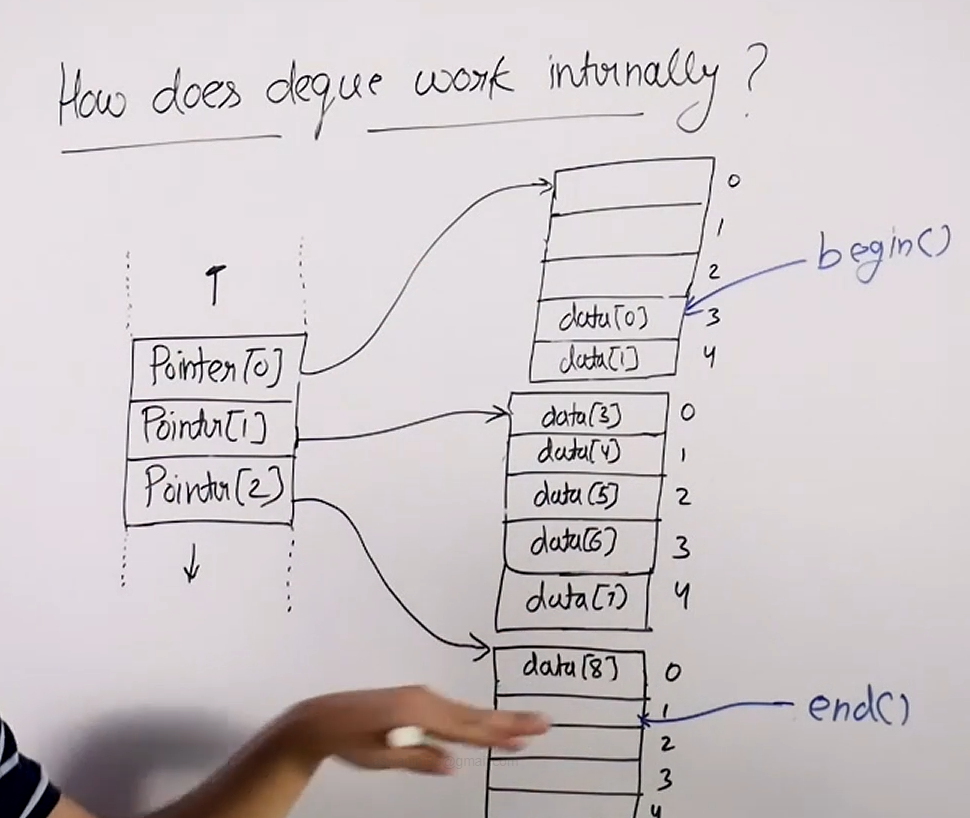 How does deque work internally ?
0
1
begin()
2
data[0] 3
Pointer[0] data[1] 4
Pointer[1] data[3] 0
data[4] 1
Pointer[2] data[5] 2
data[6] 3
data[7] 4
data[8] 0
1 end()
2
3
4
@gmail.com